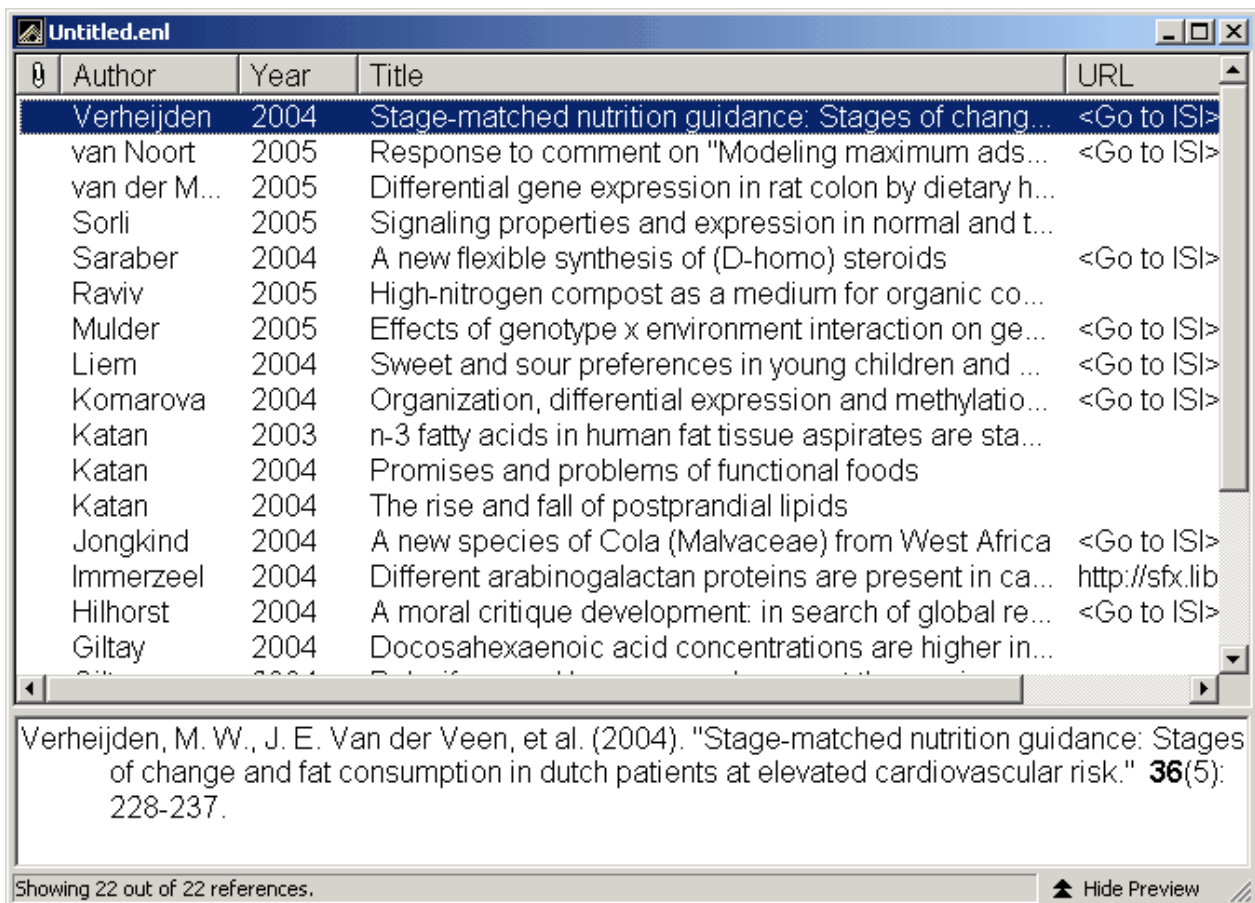 Untitled.enl
Author Year Title URL
Verheijden 2004 Stage-matched nutrition guidance: Stages of chang... <Go to ISI>
van Noort 2005 Response to comment on "Modeling maximum ads... <Go to ISI>
van der M... 2005 Differential gene expression in rat colon by dietary h...
Sorli 2005 Signaling properties and expression in normal and t...
Saraber 2004 A new flexible synthesis of (D-homo) steroids <Go to ISI>
Raviv 2005 High-nitrogen compost as a medium for organic co...
Mulder 2005 Effects of genotype x environment interaction on ge... <Go to ISI>
Liem 2004 Sweet and sour preferences in young children and ... <Go to ISI>
Komarova 2004 Organization, differential expression and methylatio... <Go to ISI>
Katan 2003 n-3 fatty acids in human fat tissue aspirates are sta...
Katan 2004 Promises and problems of functional foods
Katan 2004 The rise and fall of postprandial lipids
Jongkind 2004 A new species of Cola (Malvaceae) from West Africa <Go to ISI>
Immerzeel 2004 Different arabinogalactan proteins are present in ca... http://sfx.lib
Hilhorst 2004 A moral critique development: in search of global re... <Go to ISI>
Giltay 2004 Docosahexaenoic acid concentrations are higher in...
Verheijden, M. W., J. E. Van der Veen, et al. (2004). "Stage-matched nutrition guidance: Stages
of change and fat consumption in dutch patients at elevated cardiovascular risk." 36(5):
228-237.
Showing 22 out of 22 references. Hide Preview